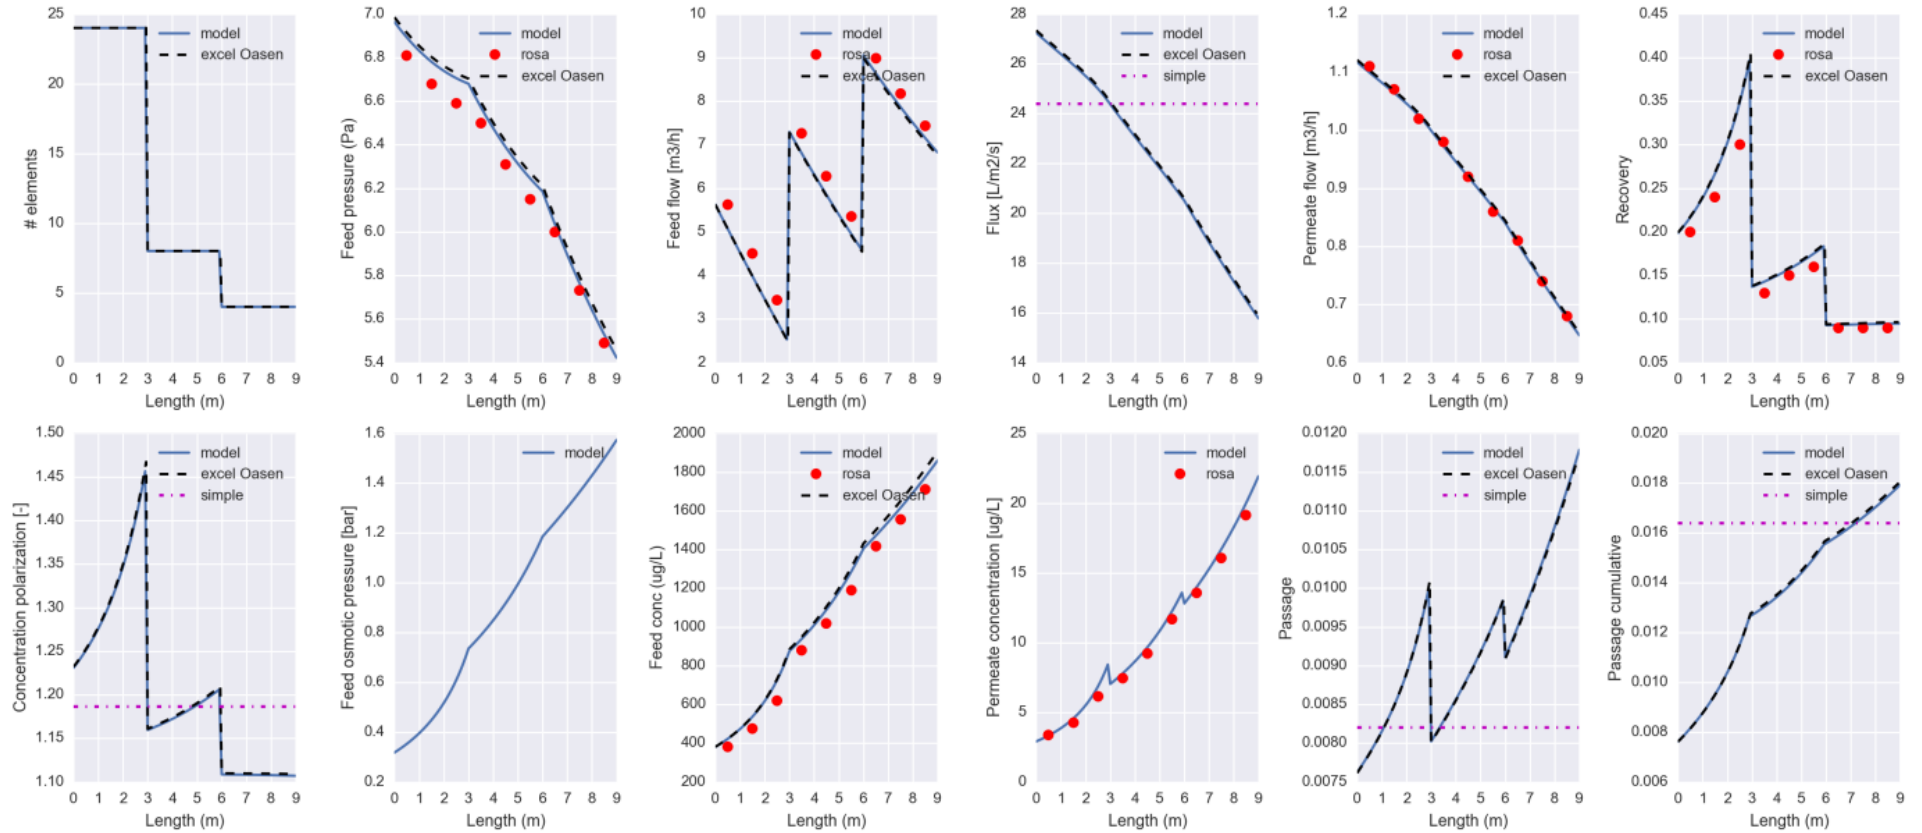 # elements
25
20
15
10
5
0
0 1 2 3 4 5 6 7 8 9
Length (m)
model
excel Oasen
Feed pressure (Pa)
7.0
6.8
6.6
6.4
6.2
6.0
5.8
5.6
5.4
0 1 2 3 4 5 6 7 8 9
Length (m)
model
rosa
excel Oasen
Feed flow [m3/h]
10
9
8
7
6
5
4
3
2
0 1 2 3 4 5 6 7 8 9
Length (m)
model
rosa
excel Oasen
Flux [L/m2/s]
28
26
24
22
20
18
16
14
0 1 2 3 4 5 6 7 8 9
Length (m)
model
excel Oasen
simple
Permeate flow [m3/h]
1.2
1.1
1.0
0.9
0.8
0.7
0.6
0 1 2 3 4 5 6 7 8 9
Length (m)
model
rosa
excel Oasen
Recovery
0.45
0.40
0.35
0.30
0.25
0.20
0.15
0.10
0.05
0 1 2 3 4 5 6 7 8 9
Length (m)
model
rosa
excel Oasen
Concentration polarization [-]
1.50
1.45
1.40
1.35
1.30
1.25
1.20
1.15
1.10
0 1 2 3 4 5 6 7 8 9
Length (m)
model
excel Oasen
simple
Feed osmotic pressure [bar]
1.6
1.4
1.2
1.0
0.8
0.6
0.4
0.2
0 1 2 3 4 5 6 7 8 9
Length (m)
model
Feed conc (ug/L)
2000
1800
1600
1400
1200
1000
800
600
400
200
0 1 2 3 4 5 6 7 8 9
Length (m)
model
rosa
excel Oasen
Permeate concentration [ug/L]
25
20
15
10
5
0
0 1 2 3 4 5 6 7 8 9
Length (m)
model
rosa
Passage
0.0120
0.0115
0.0110
0.0105
0.0100
0.0095
0.0090
0.0085
0.0080
0.0075
0 1 2 3 4 5 6 7 8 9
Length (m)
model
excel Oasen
simple
Passage cumulative
0.020
0.018
0.016
0.014
0.012
0.010
0.008
0.006
0 1 2 3 4 5 6 7 8 9
Length (m)
model
excel Oasen
simple